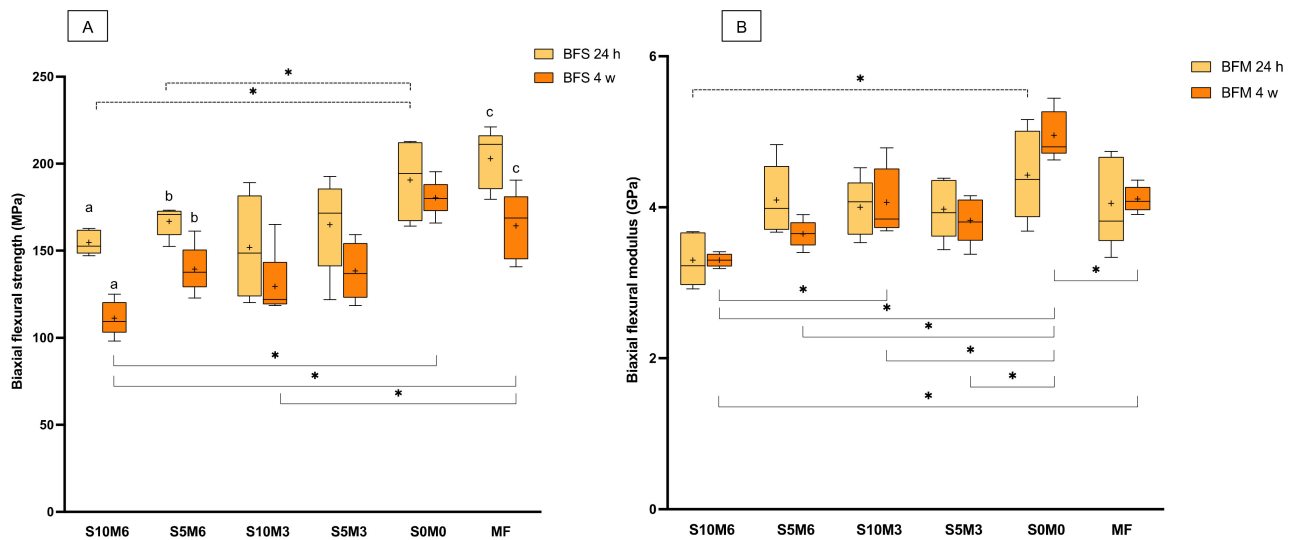 A
BFS 24 h
BFS 4 w
Biaxial flexural strength (MPa)
250
200
150
100
50
0
*
*
a
a
b
b
c
c
*
*
*
S10M6 S5M6 S10M3 S5M3 S0M0 MF
B
BFM 24 h
BFM 4 w
Biaxial flexural modulus (GPa)
6
4
2
0
*
*
*
*
*
*
*
*
S10M6 S5M6 S10M3 S5M3 S0M0 MF